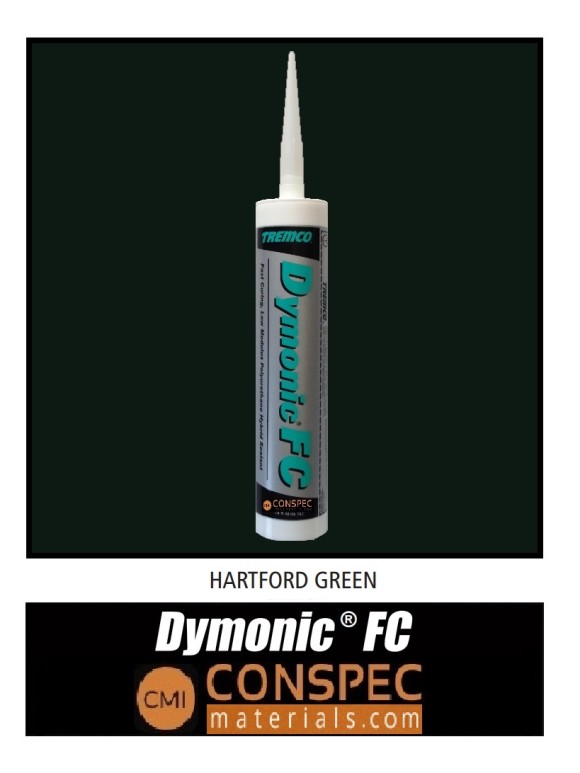 TREMCO
Dymonic® FC
Fast Curing, Low Modulus Polyurethane Hybrid Sealant
TREMCO
CONSPEC
HARTFORD GREEN
Dymonic® FC
CMI CONSPEC
materials.com